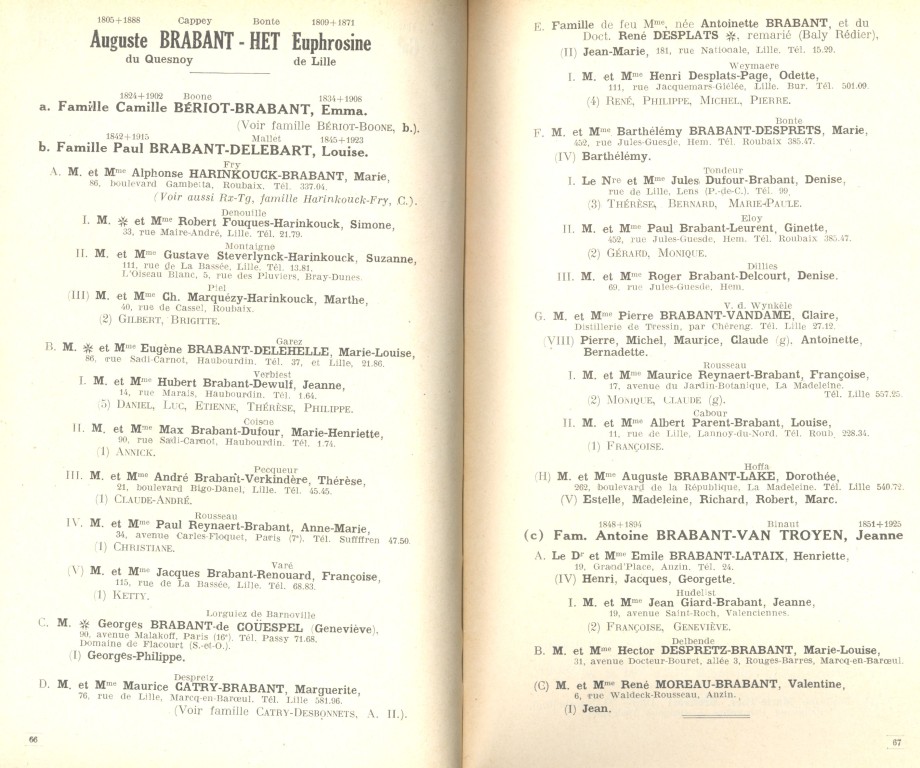 1805+1888 Cappey Bonte 1809+1871
Auguste BRABANT - HET Euphrosine
du Quesnoy de Lille
1824+1902 Boone 1834+1908
a. Famille Camille BÉRIOT-BRABANT, Emma.
(Voir famille BÉRIOT-BOONE, b.).
1842+1915 Mallet 1845+1923
b. Famille Paul BRABANT-DELEBART, Louise.
Fry
A. M. et Mme Alphonse HARINKOUCK-BRABANT, Marie,
86, boulevard Gambetta, Roubaix. Tél. 337.04.
(Voir aussi Rx-Tg, famille Harinkouck-Fry, C.).
Denouille
I. M. ❊ et Mme Robert Fouques-Harinkouck, Simone,
33, rue Maire-André, Lille. Tél. 21.79.
Montaigne
II. M. et Mme Gustave Steverlynck-Harinkouck, Suzanne,
111, rue de La Bassée, Lille. Tél. 13.81.
L'Oiseau Blanc, 5, rue des Pluviers, Bray-Dunes.
Piel
(III) M. et Mme Ch. Marquézy-Harinkouck, Marthe,
40, rue de Cassel, Roubaix.
(2) GILBERT, BRIGITTE.
Garez
B. M. ❊ et Mme Eugène BRABANT-DELEHELLE, Marie-Louise,
86, rue Sadi-Carnot, Haubourdin. Tél. 37, et Lille, 21.86.
Verbiest
I. M. et Mme Hubert Brabant-Dewulf, Jeanne,
14, rue Marais, Haubourdin. Tél. 1.64.
(5) DANIEL, LUC, ETIENNE, THÉRÈSE, PHILIPPE.
Coisne
II. M. et Mme Max Brabant-Dufour, Marie-Henriette,
90, rue Sadi-Carnot, Haubourdin. Tél. 1.74.
(1) ANNICK.
Pecqueur
III. M. et Mme André Brabant-Verkindère, Thérèse,
21, boulevard Bigo-Danel, Lille. Tél. 45.45.
(1) CLAUDE-ANDRÉ.
Rousseau
IV. M. et Mme Paul Reynaert-Brabant, Anne-Marie,
34, avenue Carles-Floquet, Paris (7e). Tél. Sufffren 47.50.
(1) CHRISTIANE.
Varé
(V) M. et Mme Jacques Brabant-Renouard, Françoise,
115, rue de La Bassée, Lille. Tél. 68.83.
(1) KETTY.
Lorguiez de Barnoville
C. M. ❊ Georges BRABANT-de COÜESPEL (Geneviève),
90, avenue Malakoff, Paris (16e). Tél. Passy 71.68.
Domaine de Flacourt (S.-et-O.).
(I) Georges-Philippe.
Despretz
D. M. et Mme Maurice CATRY-BRABANT, Marguerite,
76, rue de Lille, Marcq-en-Barœul. Tél. Lille 581.96.
(Voir famille CATRY-DESBONNETS, A. II.).
66
E. Famille de feu Mme, née Antoinette BRABANT, et du
Doct. René DESPLATS ❊, remarié (Baly Rédier),
(II) Jean-Marie, 181, rue Nationale, Lille. Tél. 15.29.
Weymaere
I. M. et Mme Henri Desplats-Page, Odette,
111, rue Jacquemars-Giélée, Lille. Bur. Tél. 501.09.
(4) RENÉ, PHILIPPE, MICHEL, PIERRE.
Bonte
F. M. et Mme Barthélémy BRABANT-DESPRETS, Marie,
452, rue Jules-Guesde, Hem. Tél. Roubaix 385.47.
(IV) Barthélémy.
Tondeur
I. Le Nre et Mme Jules Dufour-Brabant, Denise,
rue de Lille, Lens (P.-de-C.). Tél. 99.
(3) THÉRÈSE, BERNARD, MARIE-PAULE.
Eloy
II. M. et Mme Paul Brabant-Leurent, Ginette,
452, rue Jules-Guesde, Hem. Tél. Roubaix 385.47.
(2) GÉRARD, MONIQUE.
Dillies
III. M. et Mme Roger Brabant-Delcourt, Denise.
69, rue Jules-Guesde, Hem.
V. d. Wynkéle
G. M. et Mme Pierre BRABANT-VANDAME, Claire,
Distillerie de Tressin, par Chéreng. Tél. Lille 27.12.
(VIII) Pierre, Michel, Maurice, Claude (g). Antoinette,
Bernadette.
Rousseau
I. M. et Mme Maurice Reynaert-Brabant, Françoise,
17, avenue du Jardin-Botanique, La Madeleine.
Tél. Lille 557.25.
(2) MONIQUE, CLAUDE (g).
Cabour
II. M. et Mme Albert Parent-Brabant, Louise,
11, rue de Lille, Lannoy-du-Nord. Tél. Roub. 228.34.
(1) FRANÇOISE.
Hoffa
(H) M. et Mme Auguste BRABANT-LAKE, Dorothée,
262, boulevard de la République, La Madeleine. Tél. Lille 540.72.
(V) Estelle, Madeleine, Richard, Robert, Marc.
1848+1894 Binaut 1851+1925
(c) Fam. Antoine BRABANT-VAN TROYEN, Jeanne
A. Le Dr et Mme Emile BRABANT-LATAIX, Henriette,
19, Grand'Place, Anzin. Tél. 24.
(IV) Henri, Jacques, Georgette.
Hudelist
I. M. et Mme Jean Giard-Brabant, Jeanne,
19, avenue Saint-Roch, Valenciennes.
(2) FRANÇOISE, GENEVIÈVE.
Delbende
B. M. et Mme Hector DESPRETZ-BRABANT, Marie-Louise,
31, avenue Docteur-Bouret, allée 3, Rouges-Barres, Marcq-en-Barœul.
(C) M. et Mme René MOREAU-BRABANT, Valentine,
6, rue Waldeck-Rousseau, Anzin.
(I) Jean.
67